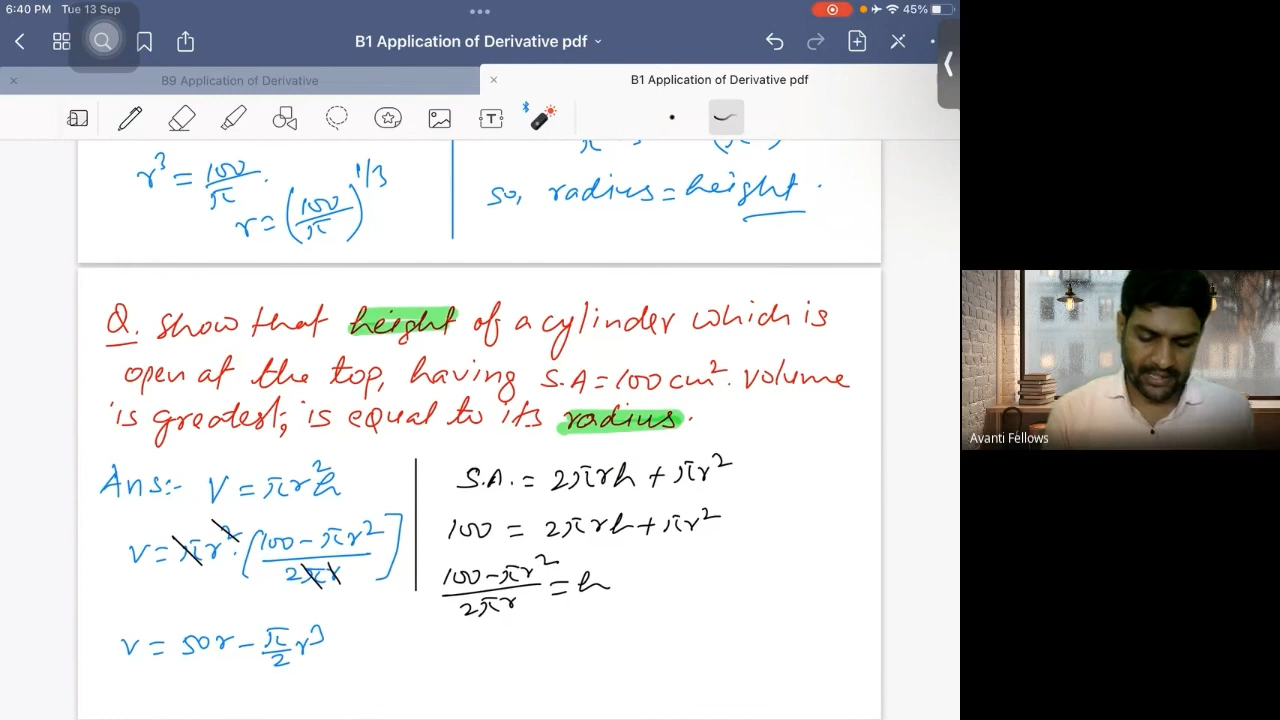 6:40 PM Tue 13 Sep
45%
B1 Application of Derivative pdf
B9 Application of Derivative
B1 Application of Derivative pdf
r³ = 100/π.
r = (100/π)^1/3
so, radius = height.
Q. show that height of a cylinder which is
open at the top, having S.A = 100 cm². volume
is greatest; is equal to its radius.
Ans:- V = πr²h
V = πr². [(100 - πr²)/2πr]
V = 50r - π/2 r³
S.A. = 2πrh + πr²
100 = 2πrh + πr²
(100 - πr²)/2πr = h
Avanti Fellows